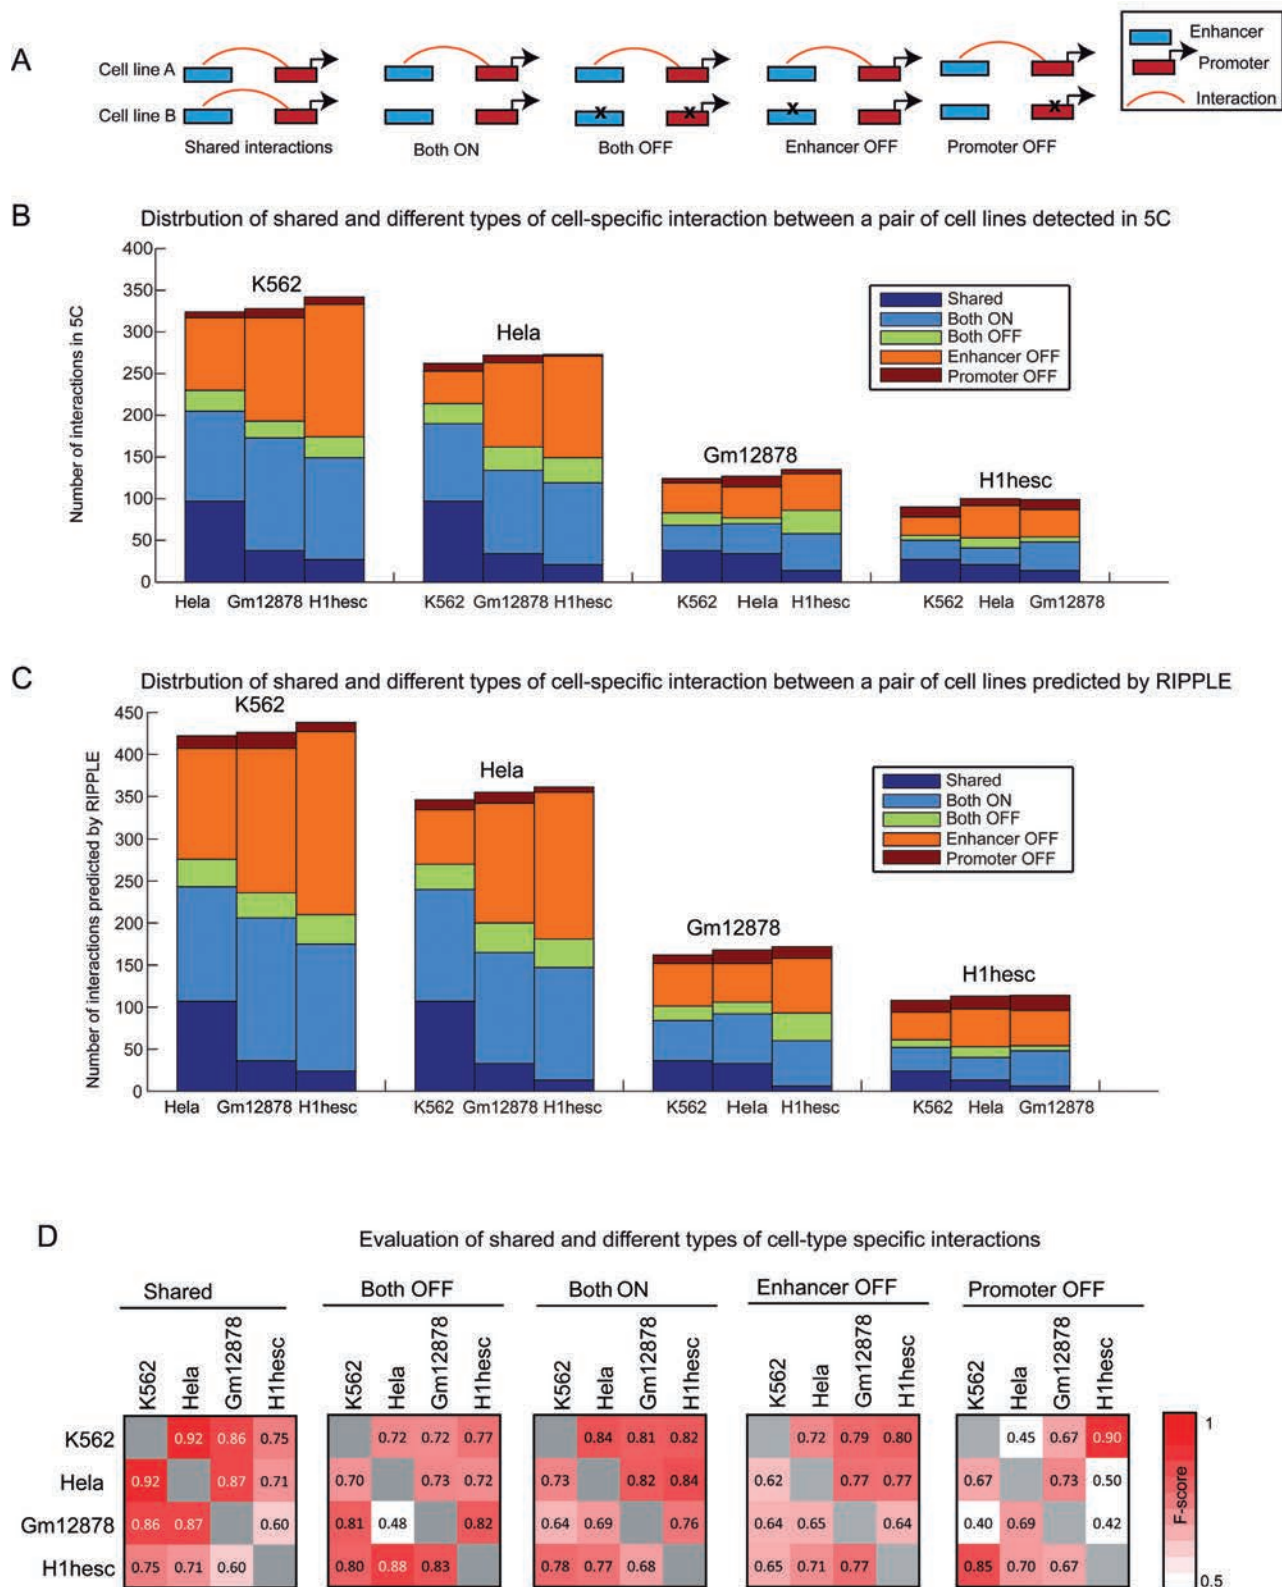 A
Cell line A
Cell line B
x x x x
Shared interactions Both ON Both OFF Enhancer OFF Promoter OFF
Enhancer
Promoter
Interaction
B
Distrbution of shared and different types of cell-specific interaction between a pair of cell lines detected in 5C
Number of interactions in 5C
400
350
300
250
200
150
100
50
0
K562
Hela
Gm12878
H1hesc
Shared
Both ON
Both OFF
Enhancer OFF
Promoter OFF
Hela Gm12878 H1hesc K562 Gm12878 H1hesc K562 Hela H1hesc K562 Hela Gm12878
C
Distrbution of shared and different types of cell-specific interaction between a pair of cell lines predicted by RIPPLE
Number of interactions predicted by RIPPLE
450
400
350
300
250
200
150
100
50
0
K562
Hela
Gm12878
H1hesc
Shared
Both ON
Both OFF
Enhancer OFF
Promoter OFF
Hela Gm12878 H1hesc K562 Gm12878 H1hesc K562 Hela H1hesc K562 Hela Gm12878
D
Evaluation of shared and different types of cell-type specific interactions
Shared Both OFF Both ON Enhancer OFF Promoter OFF
K562 Hela Gm12878 H1hesc K562 Hela Gm12878 H1hesc K562 Hela Gm12878 H1hesc K562 Hela Gm12878 H1hesc K562 Hela Gm12878 H1hesc
K562 0.92 0.86 0.75 0.72 0.72 0.77 0.84 0.81 0.82 0.72 0.79 0.80 0.45 0.67 0.90
Hela 0.92 0.87 0.71 0.70 0.73 0.72 0.73 0.82 0.84 0.62 0.77 0.77 0.67 0.73 0.50
Gm12878 0.86 0.87 0.60 0.81 0.48 0.82 0.64 0.69 0.76 0.64 0.65 0.64 0.40 0.69 0.42
H1hesc 0.75 0.71 0.60 0.80 0.88 0.83 0.78 0.77 0.68 0.65 0.71 0.77 0.85 0.70 0.67
1
F-score
0.5